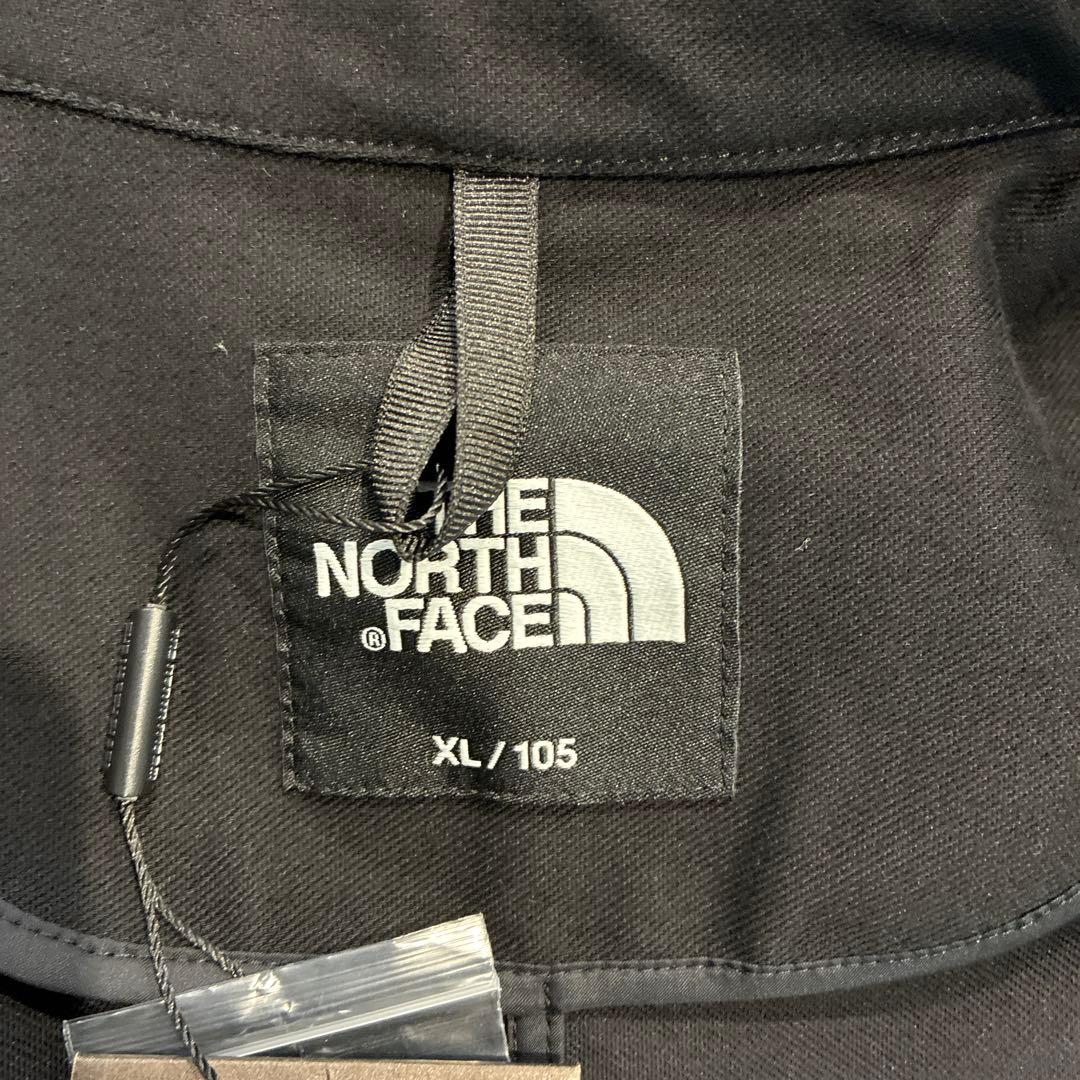 THE
NORTH
® FACE
XL / 105